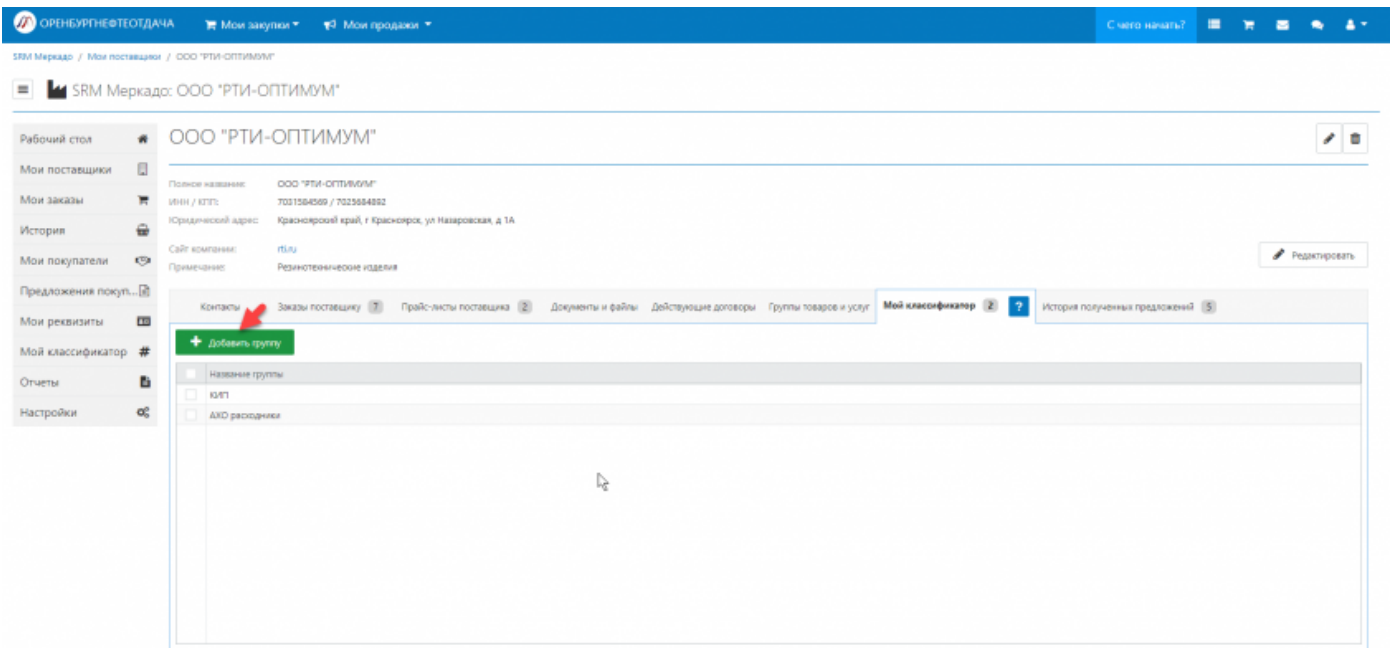 ОРЕНБУРГНЕФТЕОТДАЧА Мои закупки Мои продажи С чего начать?
SRM Меркадо / Мои поставщики / ООО "РТИ-ОПТИМУМ"
SRM Меркадо: ООО "РТИ-ОПТИМУМ"
Рабочий стол
Мои поставщики
Мои заказы
История
Мои покупатели
Предложения покуп...
Мои реквизиты
Мой классификатор
Отчеты
Настройки
ООО "РТИ-ОПТИМУМ"
Полное название: ООО "РТИ-ОПТИМУМ"
ИНН / КПП: 7031584569 / 7025684892
Юридический адрес: Красноярский край, г Красноярск, ул Назаровская, д 1А
Сайт компании: rti.ru
Примечание: Резинотехнические изделия
Редактировать
Контакты Заказы поставщику 7 Прайс-листы поставщика 2 Документы и файлы Действующие договоры Группы товаров и услуг Мой классификатор 2 ? История полученных предложений 5
Добавить группу
Название группы
КИП
АХО расходники